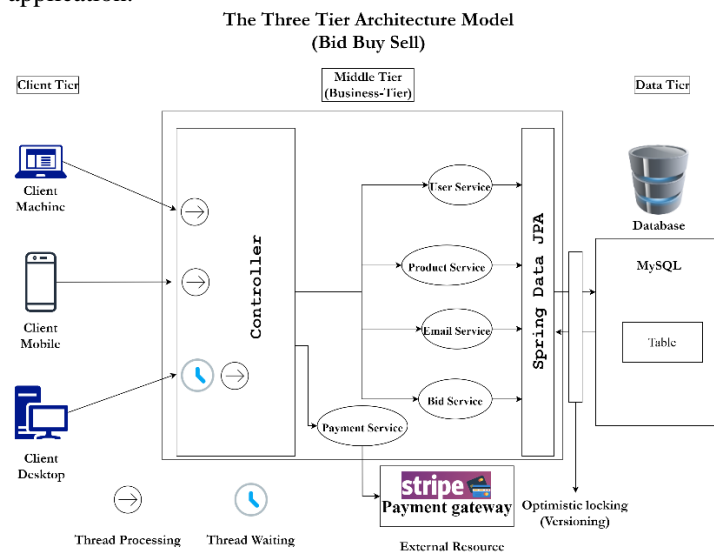 application.
The Three Tier Architecture Model
(Bid Buy Sell)
Client Tier
Middle Tier
(Business-Tier)
Data Tier
Client
Machine
Client
Mobile
Client
Desktop
Controller
User Service
Product Service
Email Service
Bid Service
Payment Service
Spring Data JPA
Database
MySQL
Table
stripe
Payment gateway
External Resource
Optimistic locking
(Versioning)
Thread Processing
Thread Waiting